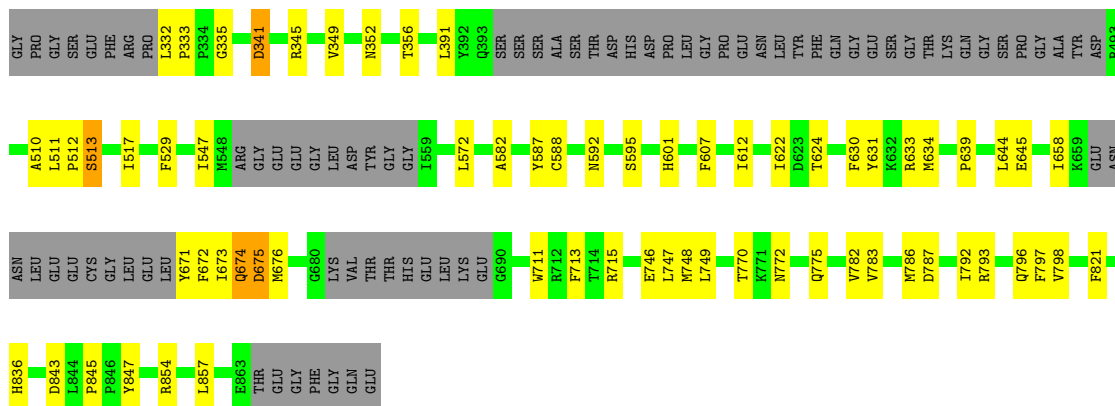 GLY PRO GLY SER GLU PHE ARG PRO L332 P333 P334 G335 D341 R345 V349 N352 T356 L391 Y392 Q393 SER SER SER ALA SER THR ASP HIS ASP PRO LEU GLY PRO GLU ASN LEU TYR PHE GLN GLY GLU SER GLY THR LYS GLN GLY SER PRO GLY ALA TYR ASP R493
A510 L511 P512 S513 I517 F529 I547 M548 ARG GLY GLU GLU GLY LEU ASP TYR GLY GLY I559 L572 A582 Y587 C588 N592 S595 H601 F607 I612 I622 D623 T624 F630 Y631 K632 R633 M634 P639 L644 E645 I658 K659 GLU ASN
ASN LEU GLU GLU CYS GLY LEU GLU LEU Y671 F672 I673 Q674 D675 M676 G680 LYS VAL THR THR HIS GLU LEU LYS GLU G690 W711 R712 F713 T714 R715 E746 L747 M748 L749 T770 K771 N772 Q775 V782 V783 M786 D787 I792 R793 Q796 F797 V798 F821
H836 D843 L844 P845 P846 Y847 R854 L857 E863 THR GLU GLY PHE GLY GLN GLU